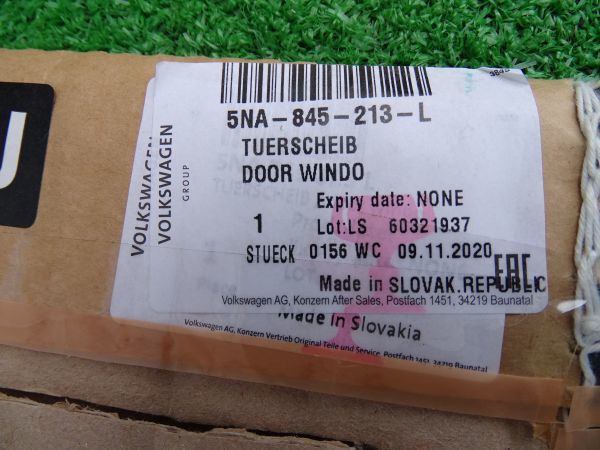 5NA-845-213-L
TUERSCHEIB
DOOR WINDO
Expiry date: NONE
1 Lot:LS 60321937
STUECK 0156 WC 09.11.2020
Made in SLOVAK.REPUBLIC
EAC
Volkswagen AG, Konzern After Sales, Postfach 1451, 34219 Baunatal
VOLKSWAGEN
GROUP
VOLKSWAGEN
Made in Slovakia
Volkswagen AG, Konzern Vertrieb Original Teile und Service, Postfach 1451, 34219 Baunatal